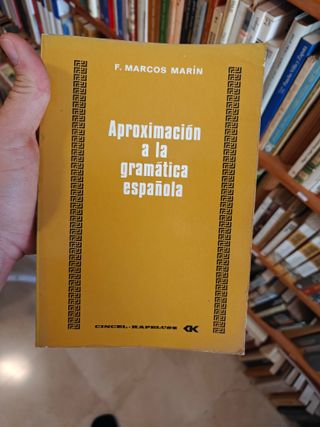 F. MARCOS MARÍN
Aproximación
a la
gramática
española
CINCEL-KAPELUSZ CK